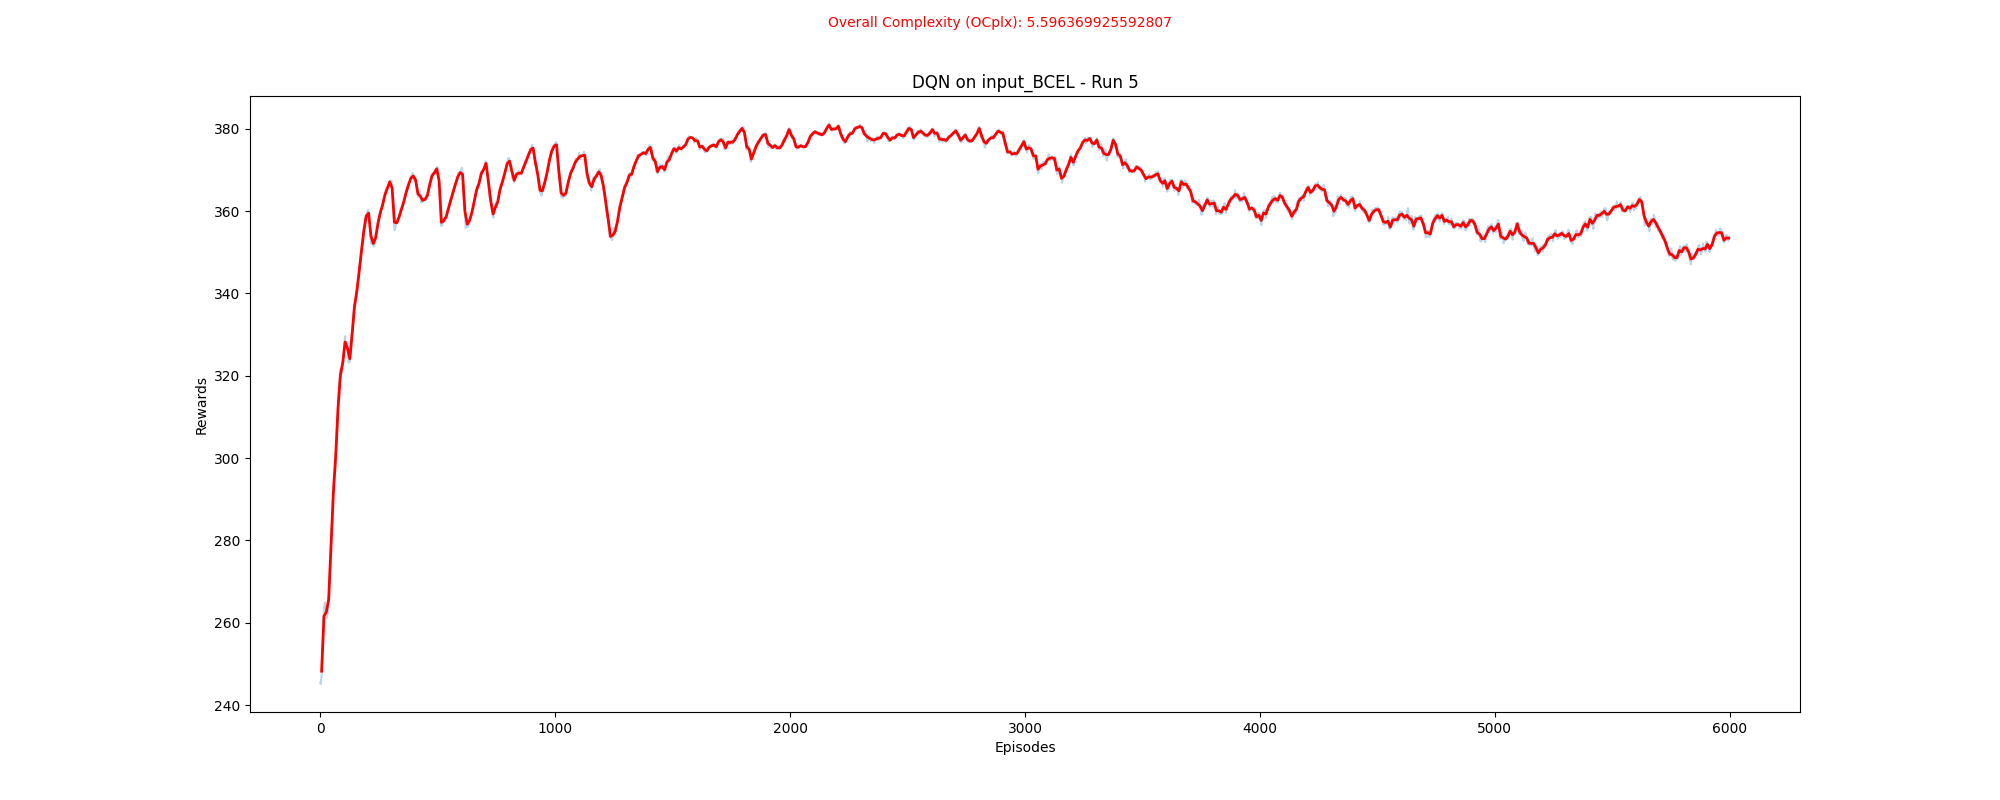 Overall Complexity (OCplx): 5.596369925592807
DQN on input_BCEL - Run 5
380
360
340
320
300
280
260
240
Rewards
0 1000 2000 3000 4000 5000 6000
Episodes